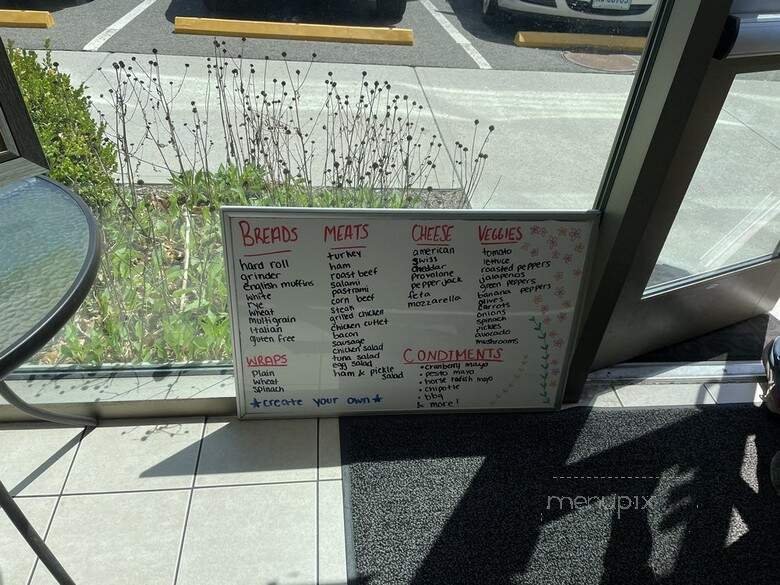 BREADS
hard roll
grinder
english muffins
white
rye
wheat
multigrain
Italian
gluten Free
WRAPS
Plain
wheat
spinach
★create your own★
MEATS
turkey
ham
roast beef
salami
pastrami
corn beef
steak
grilled chicken
chicken cutlet
bacon
sausage
chicken salad
tuna salad
egg salad
ham & pickle
salad
CHEESE
american
swiss
cheddar
provalone
pepper jack
feta
mozzarella
VEGGIES
tomato
lettuce
roasted peppers
jalapenos
green peppers
banana peppers
olives
carrots
onions
spinach
pickles
avocado
mushrooms
CONDIMENTS
• cranberry mayo
• pesto mayo
• horse radish mayo
• chipotle
• bbq
& more!
menupix